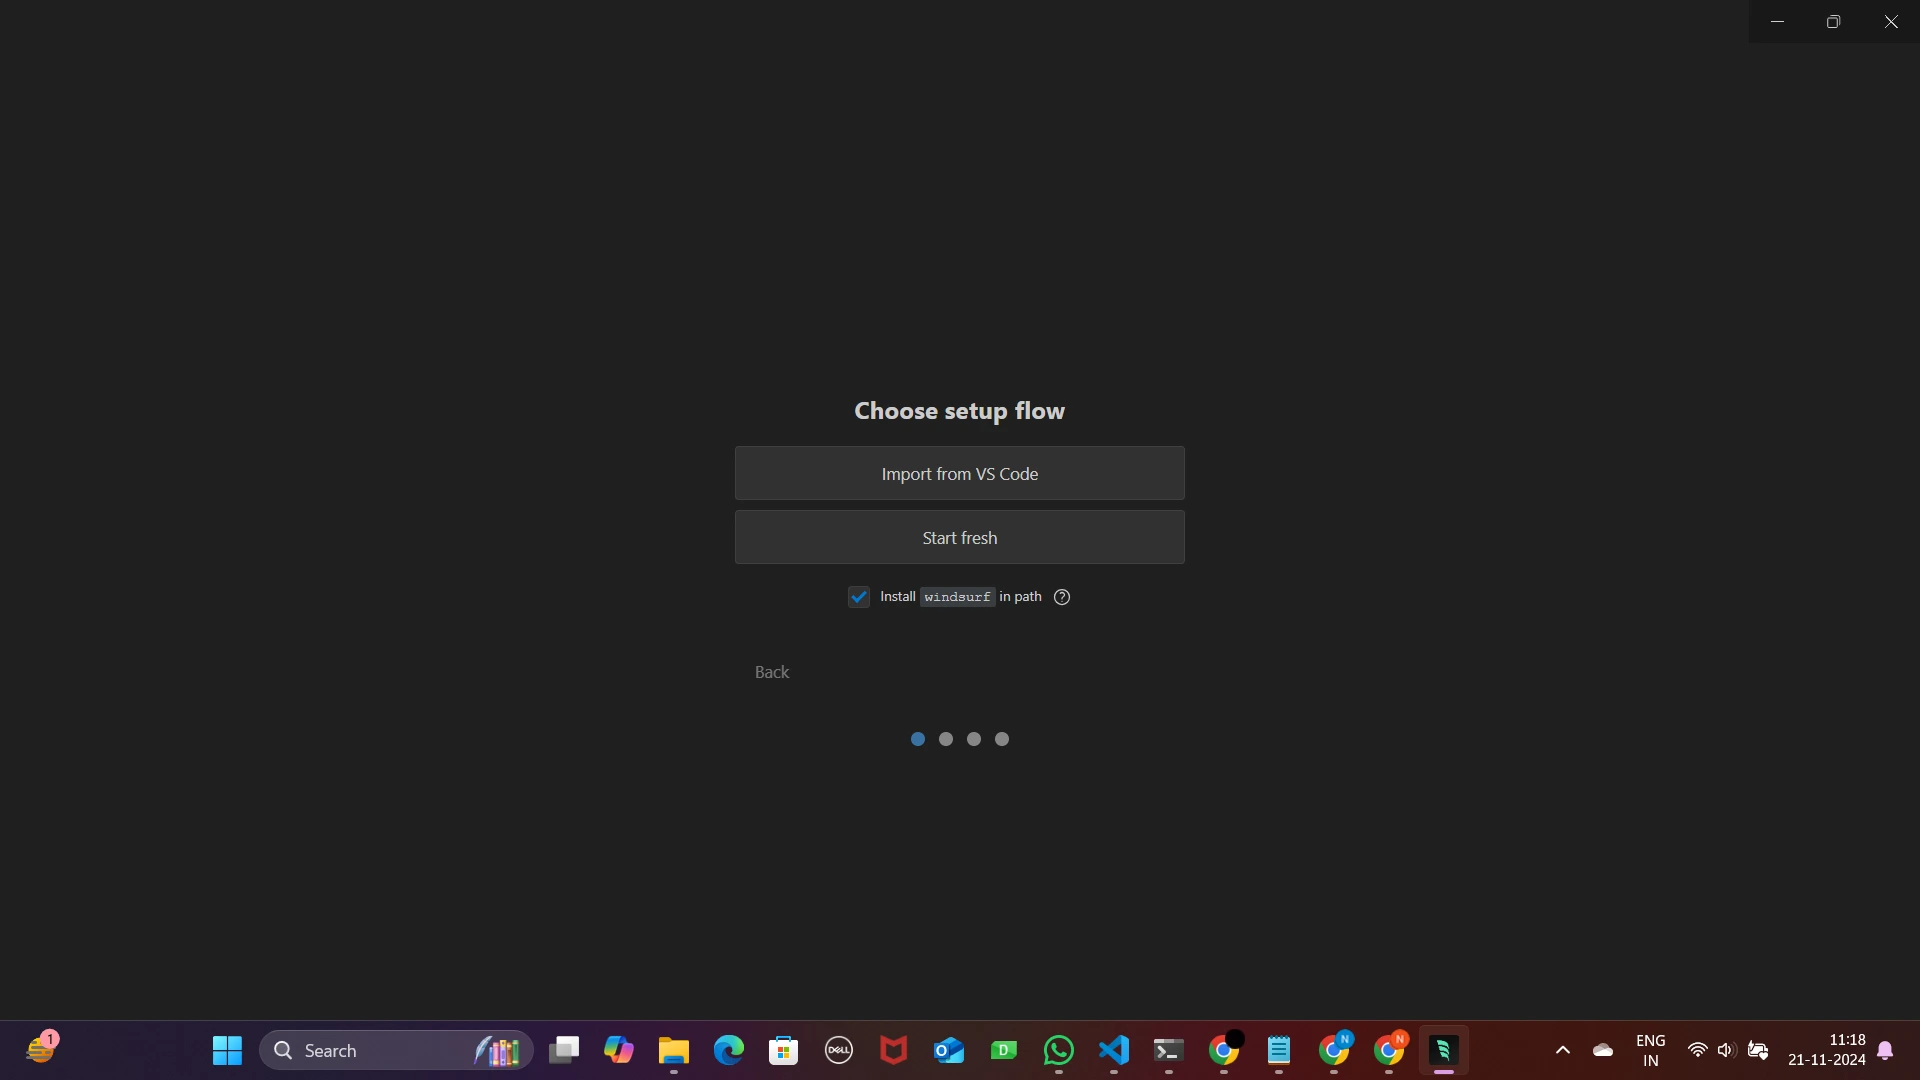 Choose setup flow
Import from VS Code
Start fresh
Install windsurf in path ?
Back
1
Search
DELL
O
D
N
N
ENG
IN
11:18
21-11-2024